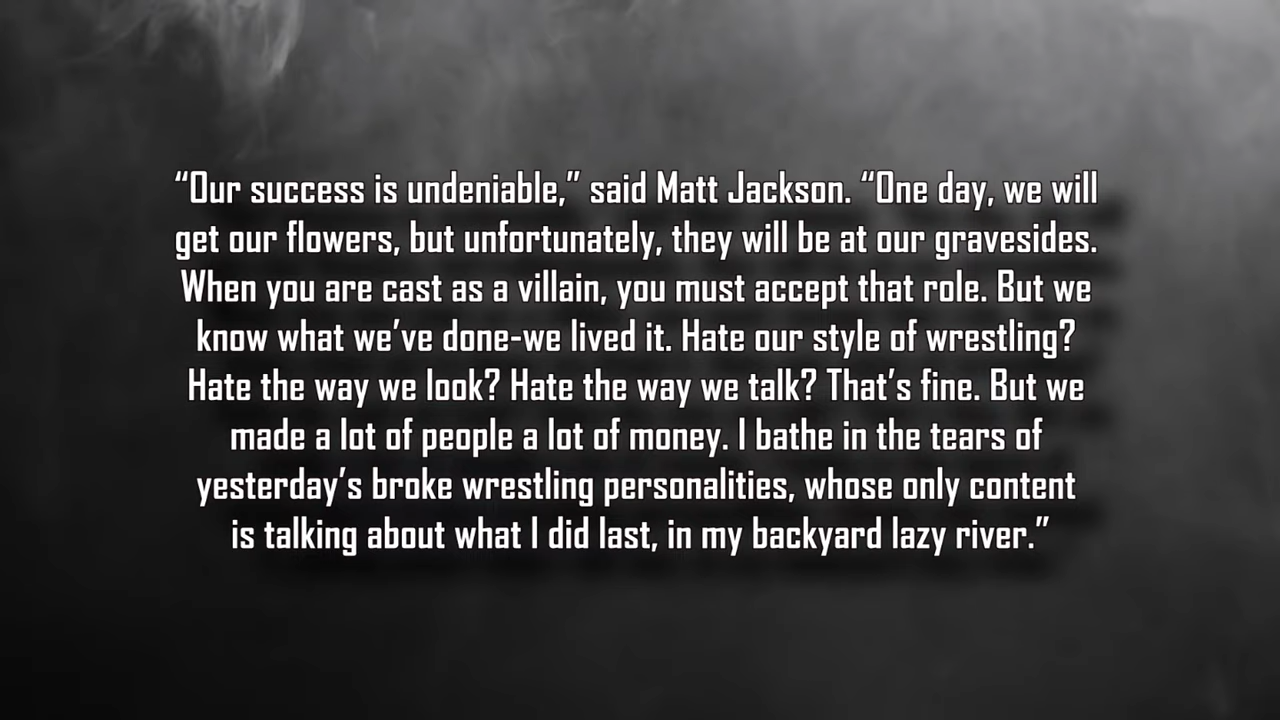 “Our success is undeniable,” said Matt Jackson. “One day, we will
get our flowers, but unfortunately, they will be at our gravesides.
When you are cast as a villain, you must accept that role. But we
know what we’ve done-we lived it. Hate our style of wrestling?
Hate the way we look? Hate the way we talk? That’s fine. But we
made a lot of people a lot of money. I bathe in the tears of
yesterday’s broke wrestling personalities, whose only content
is talking about what I did last, in my backyard lazy river.”